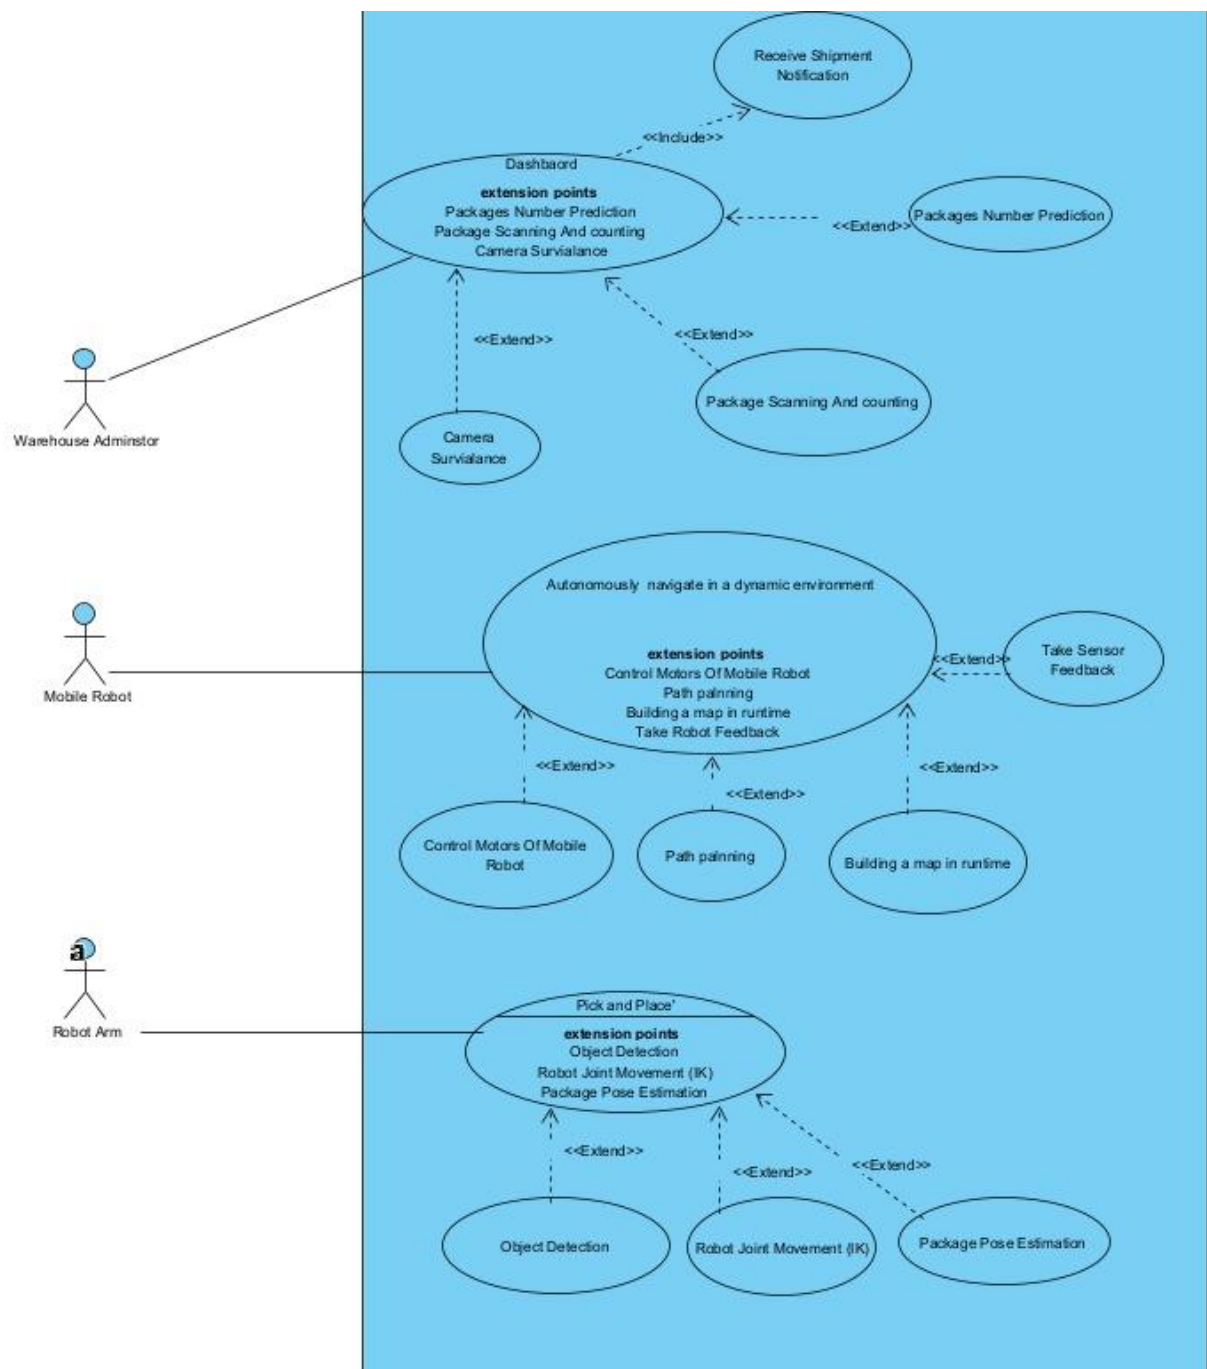 Receive Shipment
Notification
<<Include>>
Dashbaord
extension points
Packages Number Prediction
Package Scanning And counting
Camera Survialance
<<Extend>>
Packages Number Prediction
<<Extend>>
<<Extend>>
Package Scanning And counting
Camera
Survialance
Warehouse Adminstor
Autonomously navigate in a dynamic environment
extension points
Control Motors Of Mobile Robot
Path palnning
Building a map in runtime
Take Robot Feedback
<<Extend>>
Take Sensor
Feedback
Mobile Robot
<<Extend>>
<<Extend>>
<<Extend>>
Control Motors Of Mobile
Robot
Path palnning
Building a map in runtime
a
Robot Arm
Pick and Place'
extension points
Object Detection
Robot Joint Movement (IK)
Package Pose Estimation
<<Extend>>
<<Extend>>
<<Extend>>
Object Detection
Robot Joint Movement (IK)
Package Pose Estimation